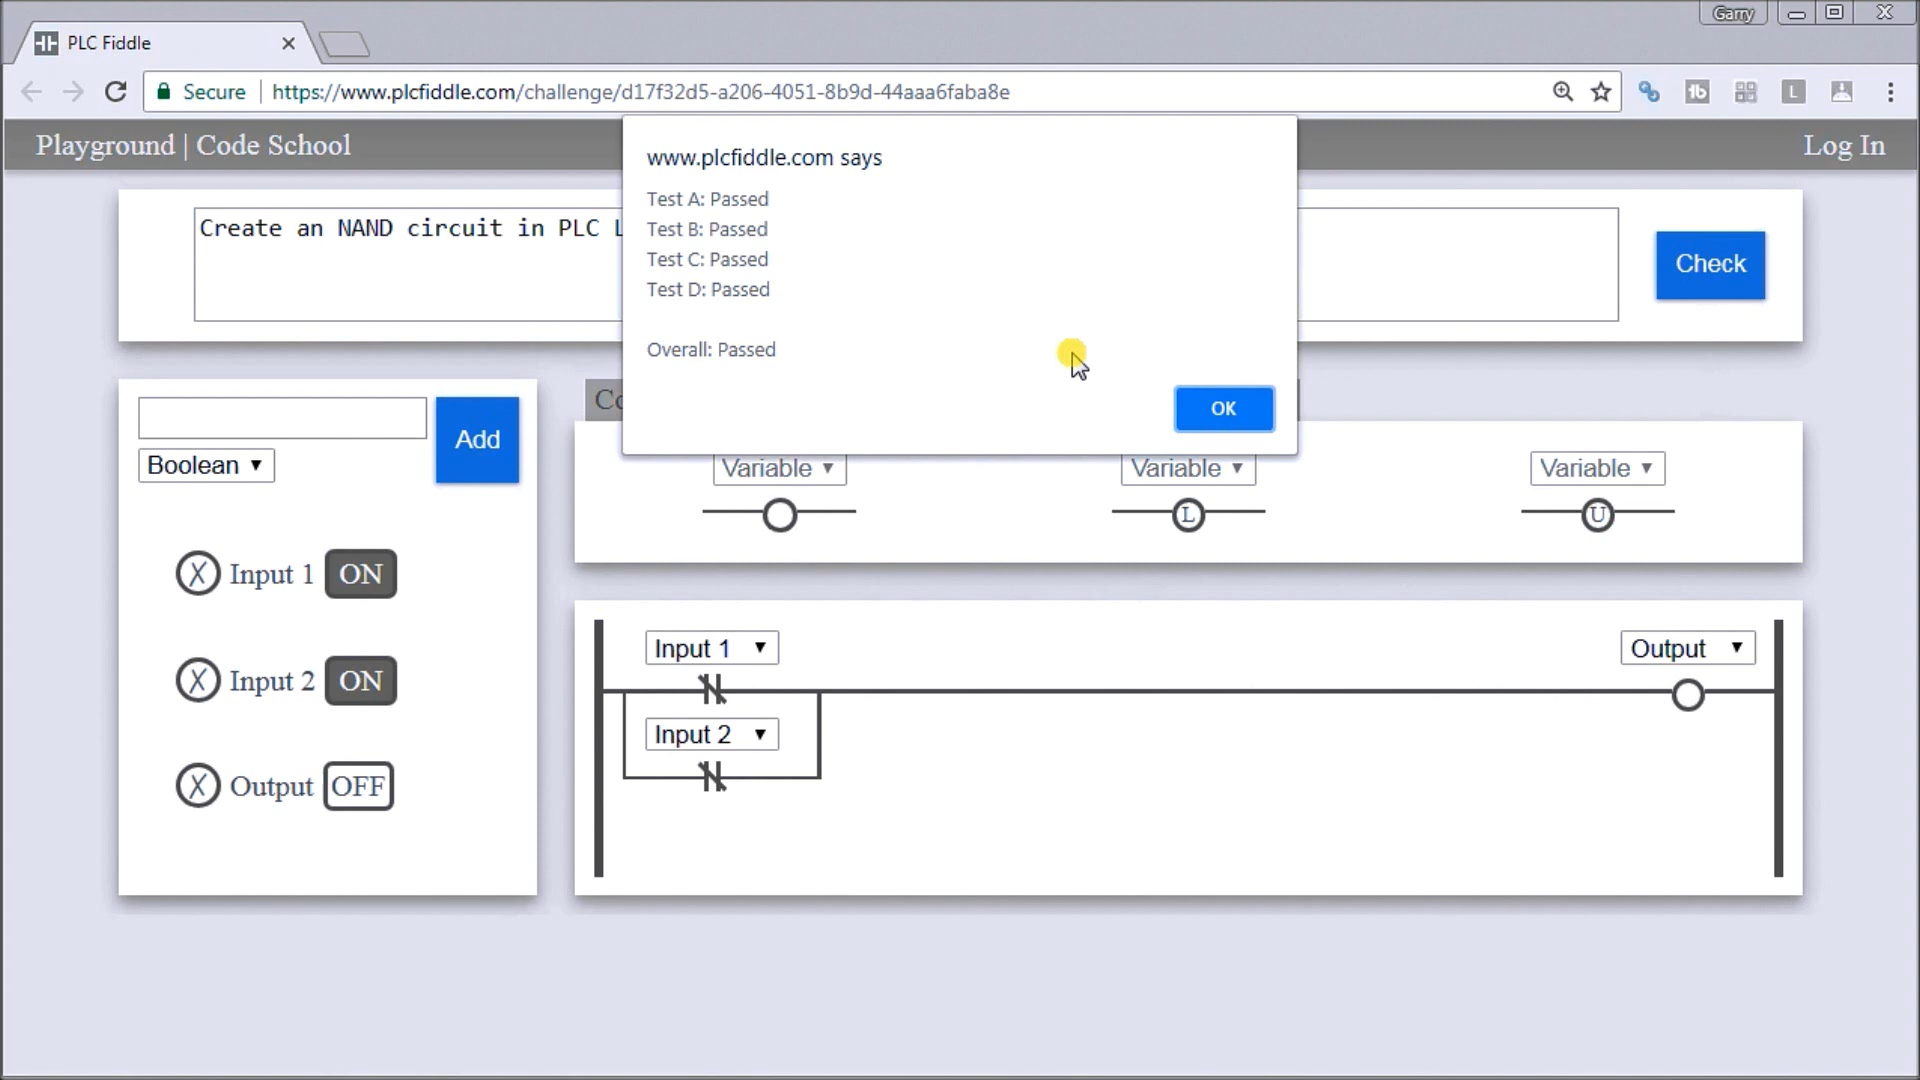 Garry
PLC Fiddle
Secure https://www.plcfiddle.com/challenge/d17f32d5-a206-4051-8b9d-44aaa6faba8e
Playground | Code School
Log In
www.plcfiddle.com says
Test A: Passed
Test B: Passed
Test C: Passed
Test D: Passed
Overall: Passed
OK
Create an NAND circuit in PLC
Check
Add
Boolean
Input 1 ON
Input 2 ON
Output OFF
Variable
Variable
Variable
L
U
Input 1
Output
Input 2